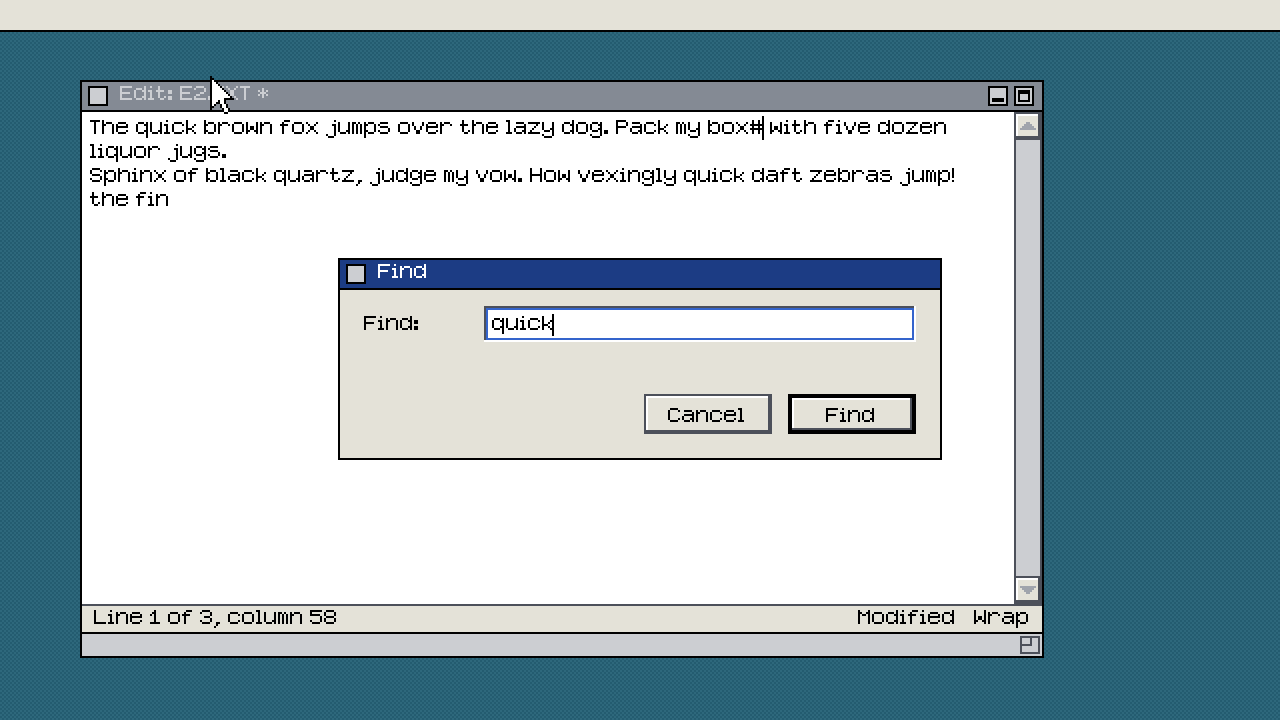 Edit: E2.TXT *
The quick brown fox jumps over the lazy dog. Pack my box# with five dozen
liquor jugs.
Sphinx of black quartz, judge my vow. How vexingly quick daft zebras jump!
the fin
Find
Find: quick
Cancel Find
Line 1 of 3, column 58 Modified Wrap